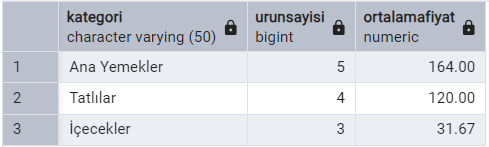 kategori urunsayisi ortalamafiyat
character varying (50) bigint numeric
1 Ana Yemekler 5 164.00
2 Tatlılar 4 120.00
3 İçecekler 3 31.67